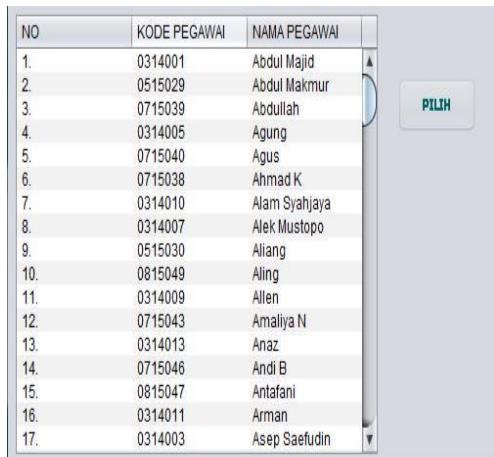 NO KODE PEGAWAI NAMA PEGAWAI
1. 0314001 Abdul Majid
2. 0515029 Abdul Makmur
3. 0715039 Abdullah
4. 0314005 Agung
5. 0715040 Agus
6. 0715038 Ahmad K
7. 0314010 Alam Syahjaya
8. 0314007 Alek Mustopo
9. 0515030 Aliang
10. 0815049 Aling
11. 0314009 Allen
12. 0715043 Amaliya N
13. 0314013 Anaz
14. 0715046 Andi B
15. 0815047 Antafani
16. 0314011 Arman
17. 0314003 Asep Saefudin
PILIH